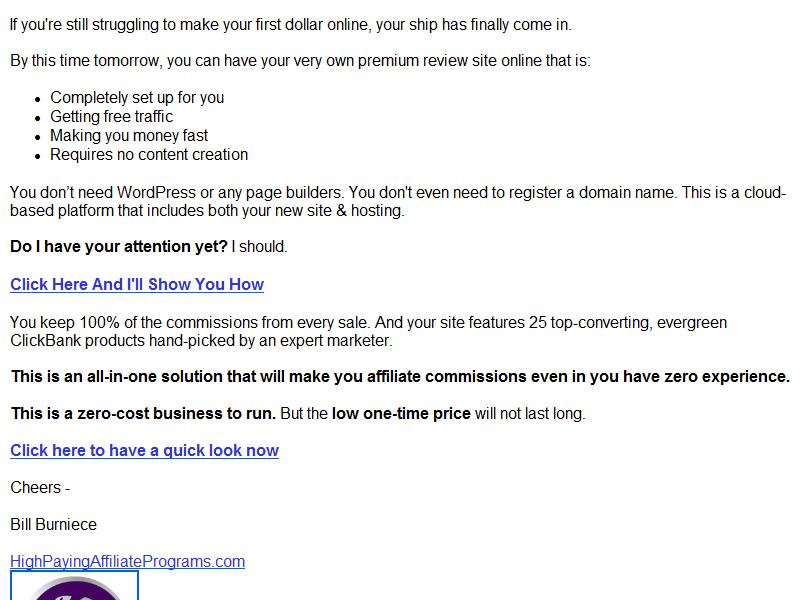 If you're still struggling to make your first dollar online, your ship has finally come in.
By this time tomorrow, you can have your very own premium review site online that is:
Completely set up for you
Getting free traffic
Making you money fast
Requires no content creation
You don’t need WordPress or any page builders. You don't even need to register a domain name. This is a cloud-
based platform that includes both your new site & hosting.
Do I have your attention yet? I should.
Click Here And I'll Show You How
You keep 100% of the commissions from every sale. And your site features 25 top-converting, evergreen
ClickBank products hand-picked by an expert marketer.
This is an all-in-one solution that will make you affiliate commissions even in you have zero experience.
This is a zero-cost business to run. But the low one-time price will not last long.
Click here to have a quick look now
Cheers -
Bill Burniece
HighPayingAffiliatePrograms.com